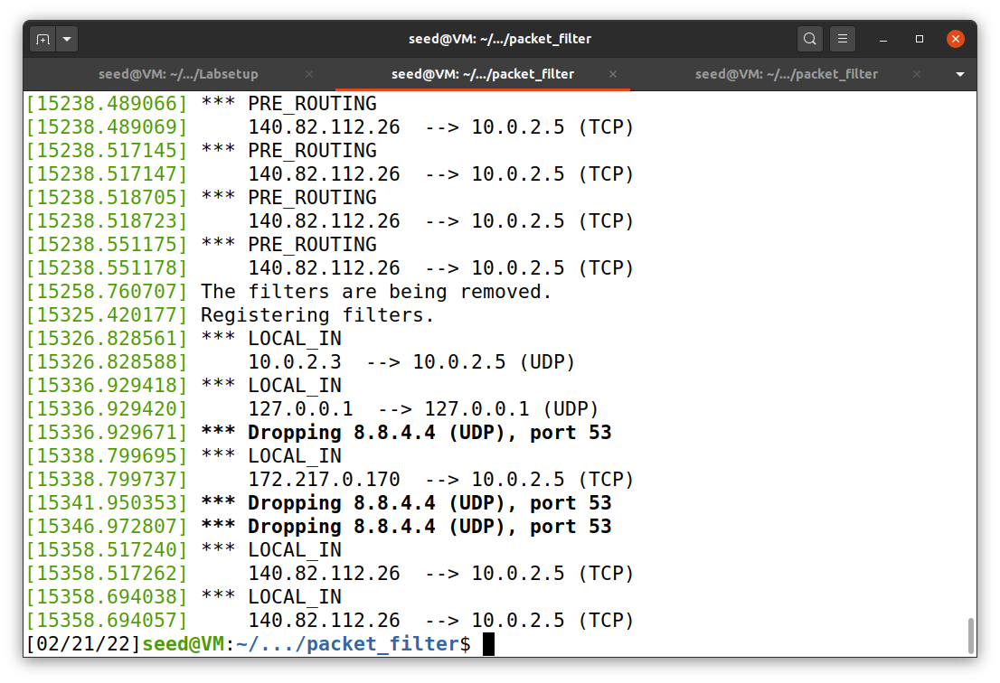 seed@VM: ~/.../packet_filter
seed@VM: ~/.../Labsetup
seed@VM: ~/.../packet_filter
seed@VM: ~/.../packet_filter
[15238.489066] *** PRE_ROUTING
[15238.489069]     140.82.112.26  --> 10.0.2.5 (TCP)
[15238.517145] *** PRE_ROUTING
[15238.517147]     140.82.112.26  --> 10.0.2.5 (TCP)
[15238.518705] *** PRE_ROUTING
[15238.518723]     140.82.112.26  --> 10.0.2.5 (TCP)
[15238.551175] *** PRE_ROUTING
[15238.551178]     140.82.112.26  --> 10.0.2.5 (TCP)
[15258.760707] The filters are being removed.
[15325.420177] Registering filters.
[15326.828561] *** LOCAL_IN
[15326.828588]     10.0.2.3  --> 10.0.2.5 (UDP)
[15336.929418] *** LOCAL_IN
[15336.929420]     127.0.0.1  --> 127.0.0.1 (UDP)
[15336.929671] *** Dropping 8.8.4.4 (UDP), port 53
[15338.799695] *** LOCAL_IN
[15338.799737]     172.217.0.170  --> 10.0.2.5 (TCP)
[15341.950353] *** Dropping 8.8.4.4 (UDP), port 53
[15346.972807] *** Dropping 8.8.4.4 (UDP), port 53
[15358.517240] *** LOCAL_IN
[15358.517262]     140.82.112.26  --> 10.0.2.5 (TCP)
[15358.694038] *** LOCAL_IN
[15358.694057]     140.82.112.26  --> 10.0.2.5 (TCP)
[02/21/22]seed@VM:~/.../packet_filter$